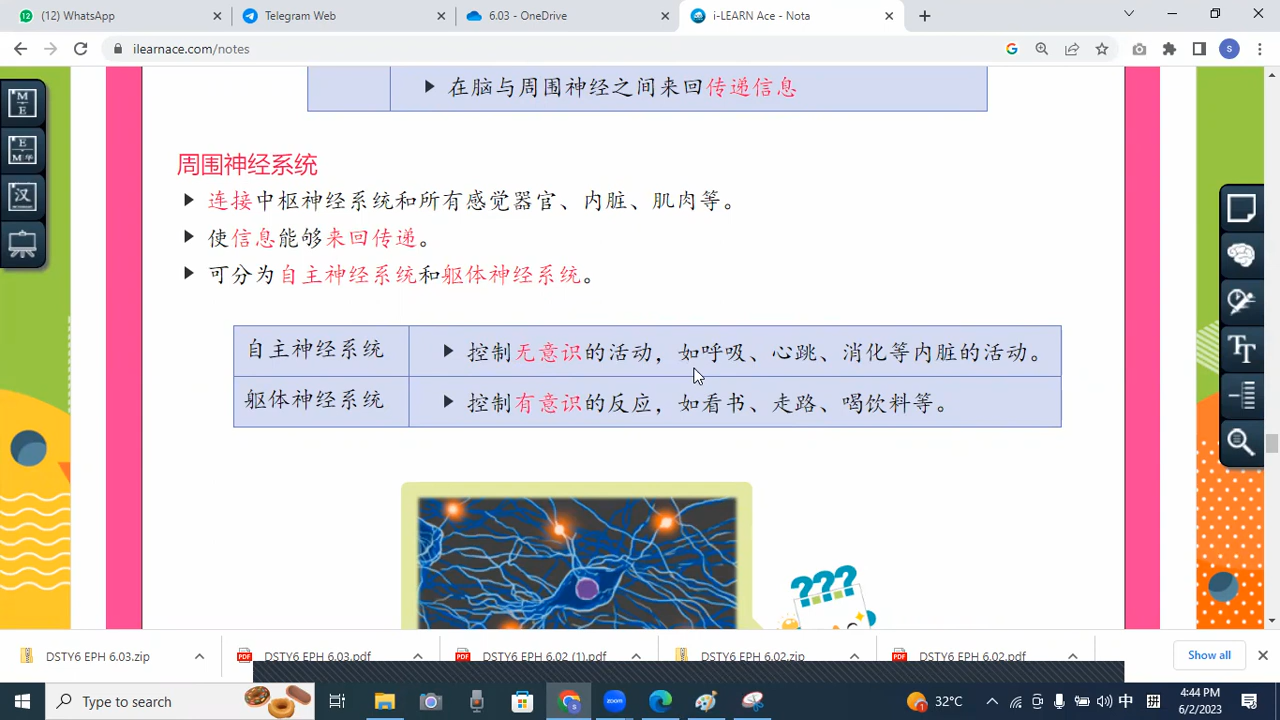 (12) WhatsApp
Telegram Web
6.03 - OneDrive
i-LEARN Ace - Nota
ilearnace.com/notes
在脑与周围神经之间来回传递信息
周围神经系统
连接中枢神经系统和所有感觉器官、内脏、肌肉等。
使信息能够来回传递。
可分为自主神经系统和躯体神经系统。
自主神经系统
控制无意识的活动，如呼吸、心跳、消化等内脏的活动。
躯体神经系统
控制有意识的反应，如看书、走路、喝饮料等。
???
DSTY6 EPH 6.03.zip
DSTY6 EPH 6.03.pdf
DSTY6 EPH 6.02 (1).pdf
DSTY6 EPH 6.02.zip
DSTY6 EPH 6.02.pdf
Show all
Type here to search
32°C
中
拼
4:44 PM
6/2/2023